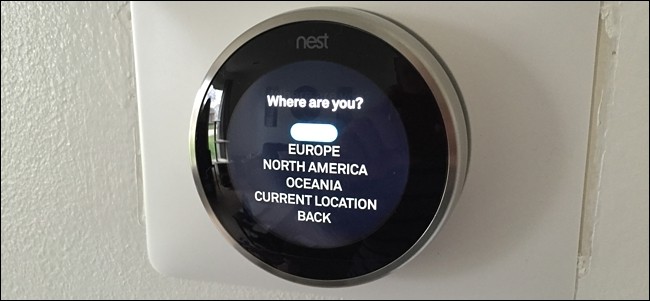 nest
Where are you?
EUROPE
NORTH AMERICA
OCEANIA
CURRENT LOCATION
BACK